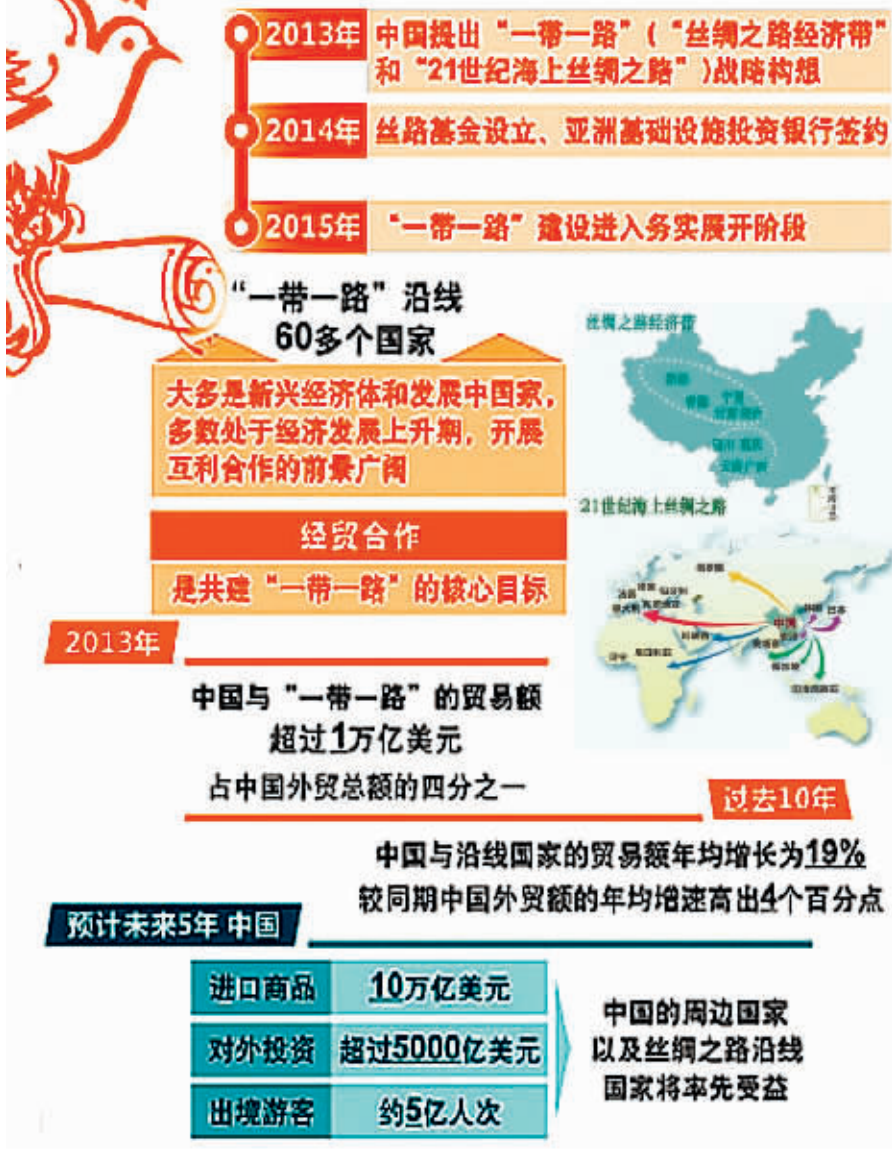 2013年
中国提出“一带一路”(“丝绸之路经济带”
和“21世纪海上丝绸之路”)战略构想
2014年
丝路基金设立、亚洲基础设施投资银行签约
2015年
“一带一路”建设进入务实展开阶段
“一带一路”沿线
60多个国家
大多是新兴经济体和发展中国家，
多数处于经济发展上升期，开展
互利合作的前景广阔
经贸合作
是共建“一带一路”的核心目标
丝绸之路经济带
21世纪海上丝绸之路
中国
日本
2013年
中国与“一带一路”的贸易额
超过1万亿美元
占中国外贸总额的四分之一
过去10年
中国与沿线国家的贸易额年均增长为19%
较同期中国外贸额的年均增速高出4个百分点
预计未来5年 中国
进口商品 10万亿美元
对外投资 超过5000亿美元
出境游客 约5亿人次
中国的周边国家
以及丝绸之路沿线
国家将率先受益